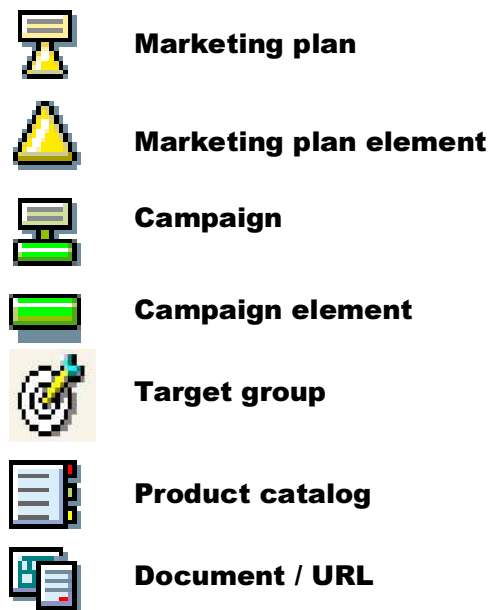 Marketing plan
Marketing plan element
Campaign
Campaign element
Target group
Product catalog
Document / URL